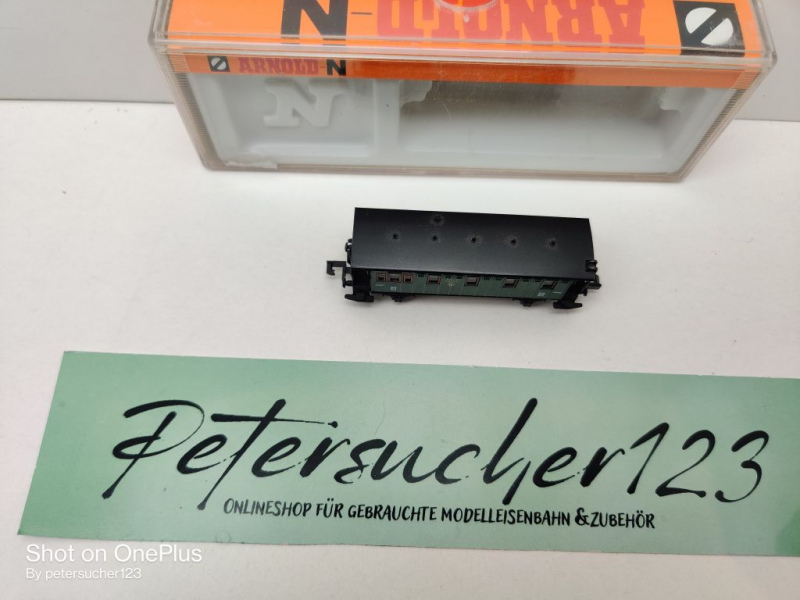 ARNOLD-N
ARNOLD-N
N
Petersucher123
ONLINESHOP FÜR GEBRAUCHTE MODELLEISENBAHN & ZUBEHÖR
Shot on OnePlus
By petersucher123